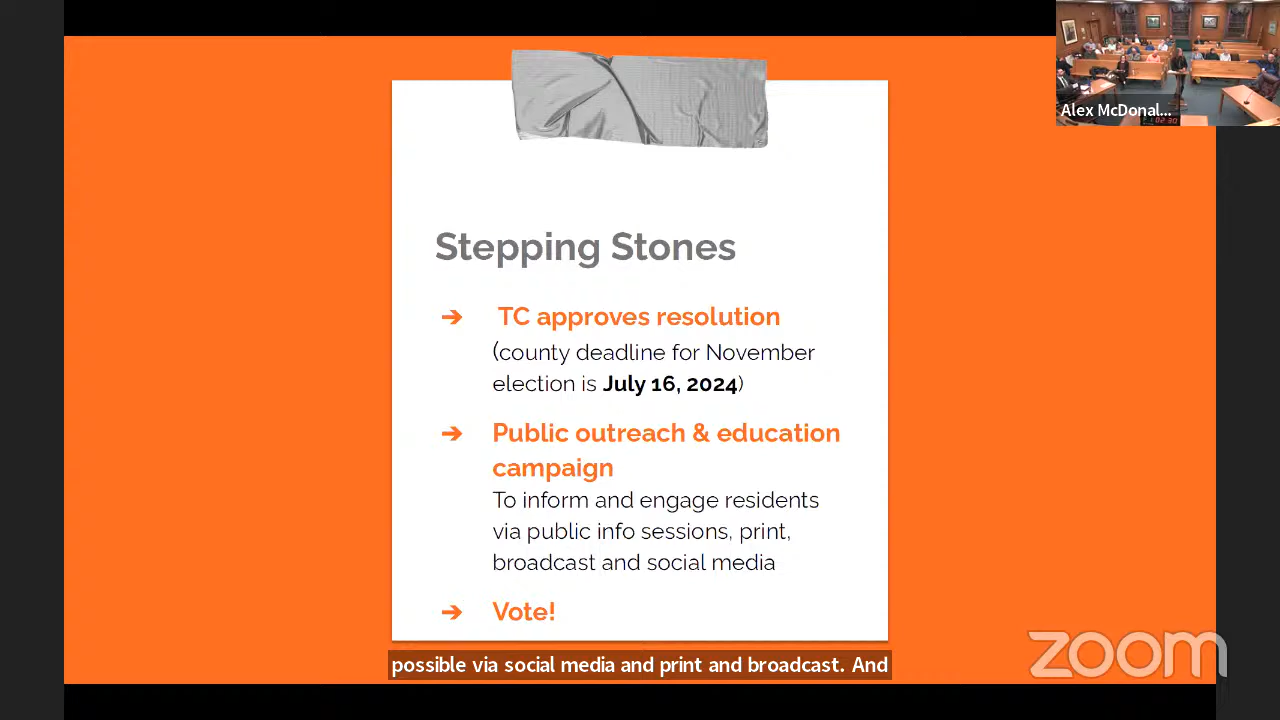 Alex McDonal...
Stepping Stones
➔ TC approves resolution
(county deadline for November
election is July 16, 2024)
➔ Public outreach & education
campaign
To inform and engage residents
via public info sessions, print,
broadcast and social media
➔ Vote!
possible via social media and print and broadcast. And
zoom